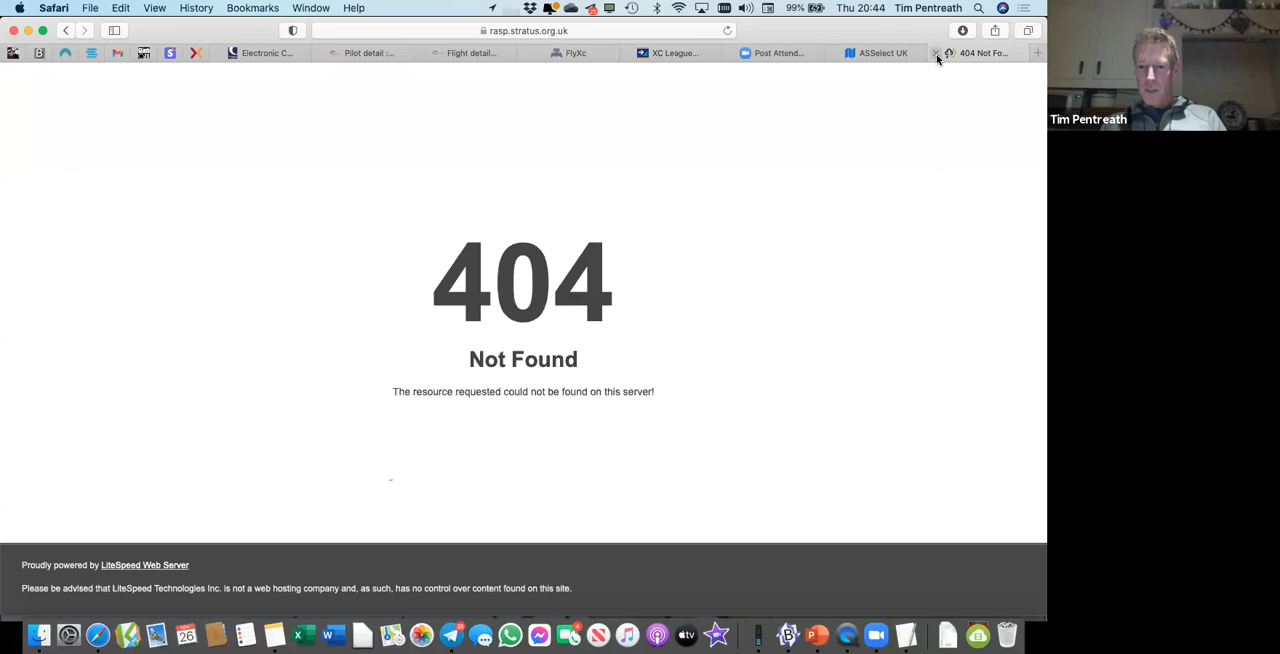 Safari File Edit View History Bookmarks Window Help 99% Thu 20:44 Tim Pentreath
rasp.stratus.org.uk
Electronic C... Pilot detail :... Flight detail... FlyXc XC League... Post Attend... ASSelect UK 404 Not Fo...
Tim Pentreath
404
Not Found
The resource requested could not be found on this server!
Proudly powered by LiteSpeed Web Server
Please be advised that LiteSpeed Technologies Inc. is not a web hosting company and, as such, has no control over content found on this site.